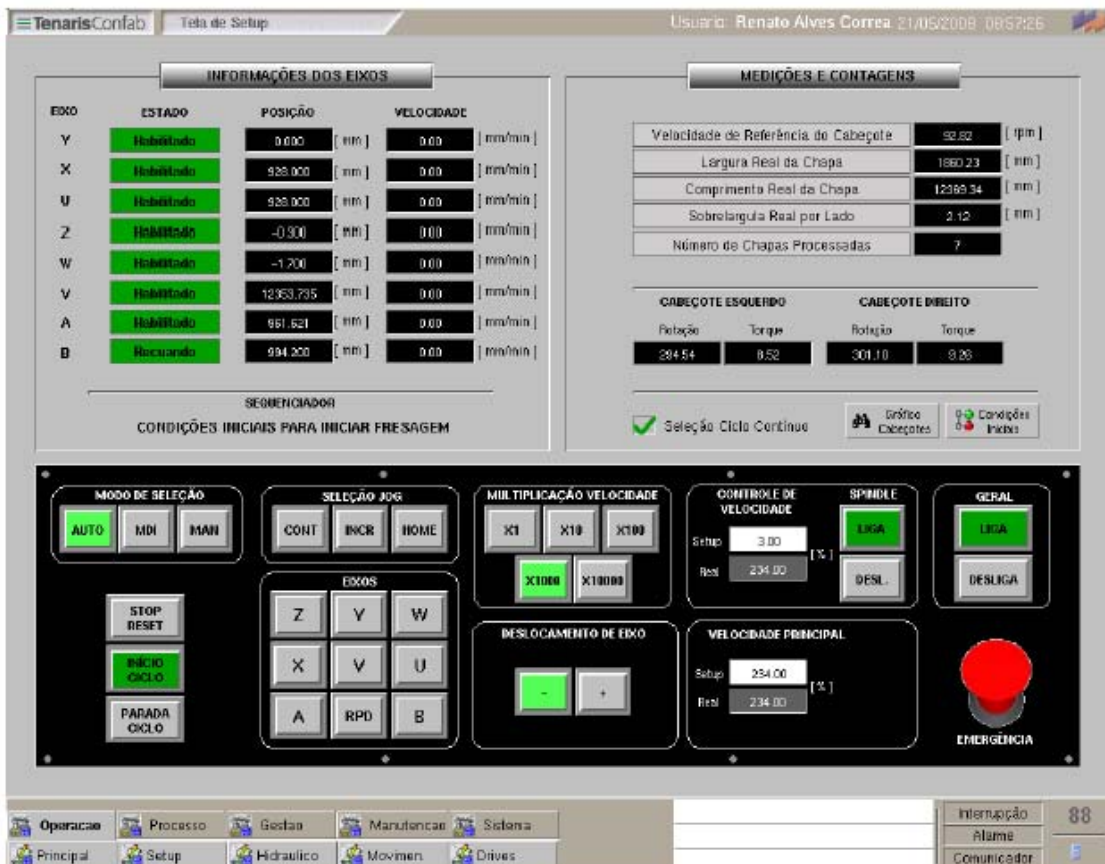 TenarisConfab Tela de Setup Usuario: Renato Alves Correa 21/05/2009 08:57:26
INFORMAÇÕES DOS EIXOS
EIXO ESTADO POSIÇÃO VELOCIDADE
Y Habilitado 0.000 [ mm ] 0.00 [ mm/min ]
X Habilitado 928.000 [ mm ] 0.00 [ mm/min ]
U Habilitado 928.000 [ mm ] 0.00 [ mm/min ]
Z Habilitado -0.300 [ mm ] 0.00 [ mm/min ]
W Habilitado -1.700 [ mm ] 0.00 [ mm/min ]
V Habilitado 12353.735 [ mm ] 0.00 [ mm/min ]
A Habilitado 961.621 [ mm ] 0.00 [ mm/min ]
B Recuando 994.200 [ mm ] 0.00 [ mm/min ]
SEQUENCIADOR
CONDIÇÕES INICIAIS PARA INICIAR FRESAGEM
MEDIÇÕES E CONTAGENS
Velocidade de Referência do Cabeçote 92.82 [ rpm ]
Largura Real da Chapa 1860.23 [ mm ]
Comprimento Real da Chapa 12369.34 [ mm ]
Sobrelargula Real por Lado 2.12 [ mm ]
Número de Chapas Processadas 7
CABEÇOTE ESQUERDO CABEÇOTE DIREITO
Rotação Torque Rotação Torque
294.54 8.52 301.10 9.26
Seleção Ciclo Contínuo
Gráfico
Cabeçotes
Condições
Iniciais
MODO DE SELEÇÃO
AUTO MDI MAN
STOP
RESET
INÍCIO
CICLO
PARADA
CICLO
SELEÇÃO JOG
CONT INCR HOME
EIXOS
Z Y W
X V U
A RPD B
MULTIPLICAÇÃO VELOCIDADE
X1 X10 X100
X1000 X10000
DESLOCAMENTO DE EIXO
- +
CONTROLE DE
VELOCIDADE
Setup 3.00
[ % ]
Real 234.00
SPINDLE
LIGA
DESL.
VELOCIDADE PRINCIPAL
Setup 234.00
[ % ]
Real 234.00
GERAL
LIGA
DESLIGA
EMERGÊNCIA
Operacao Processo Gestao Manutencao Sistema
Principal Setup Hidraulico Movimen. Drives
Interrupção
Alarme
Comunicador
88